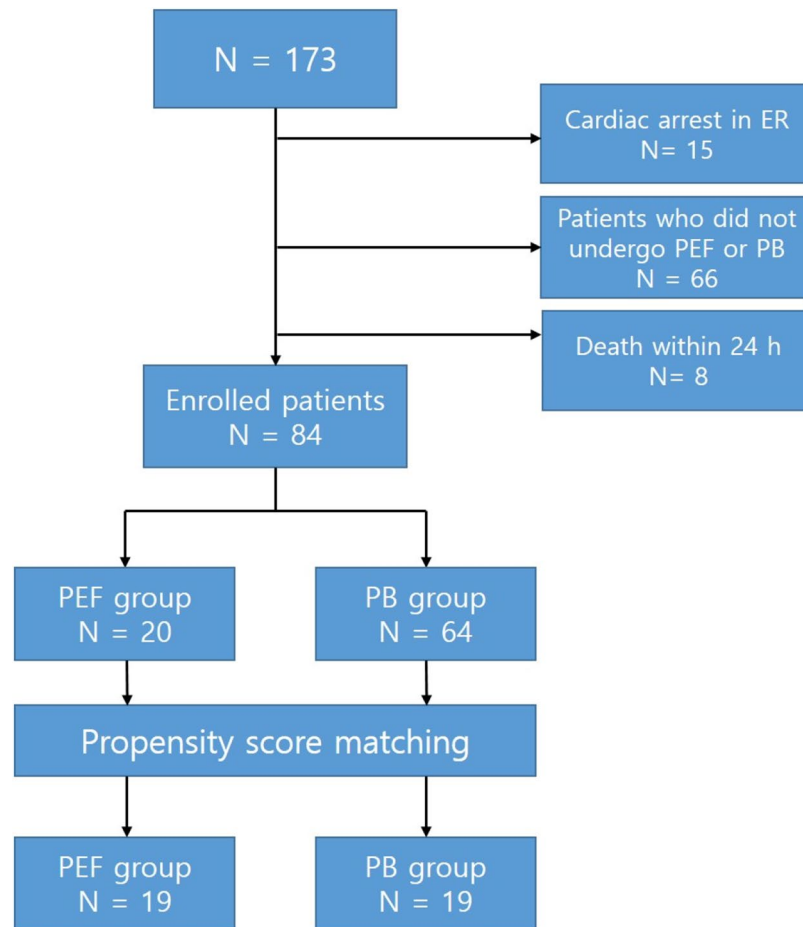 N = 173
Cardiac arrest in ER
N= 15
Patients who did not
undergo PEF or PB
N = 66
Death within 24 h
N= 8
Enrolled patients
N = 84
PEF group
N = 20
PB group
N = 64
Propensity score matching
PEF group
N = 19
PB group
N = 19